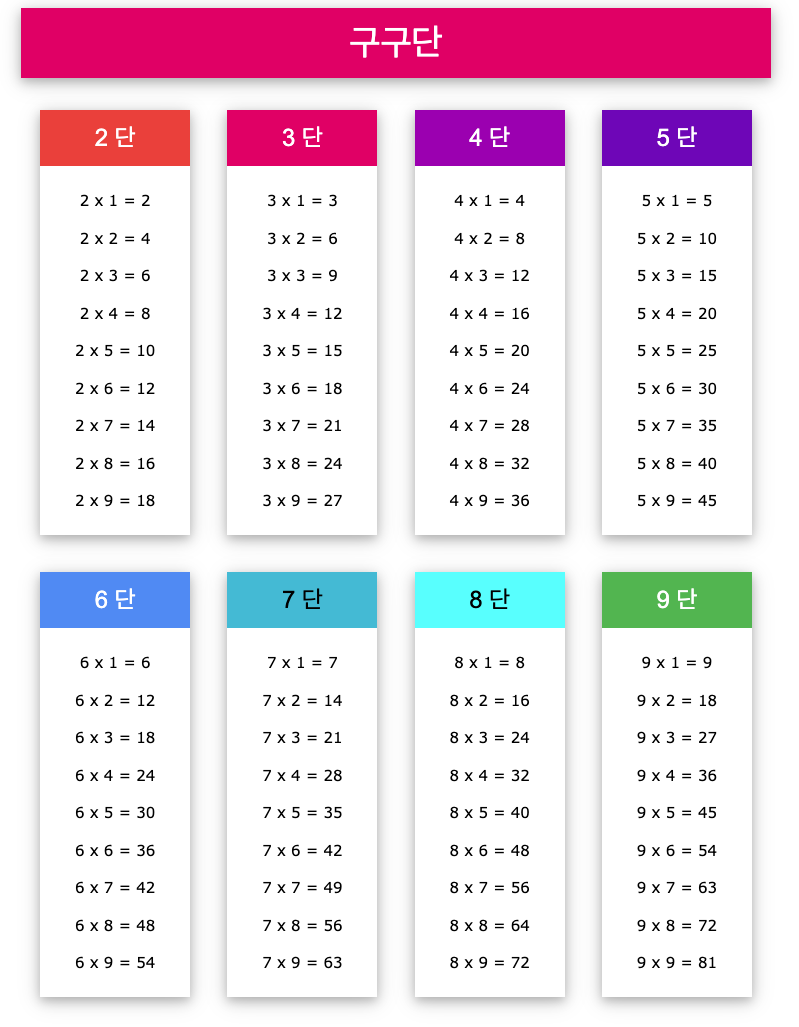 구구단
2 단
2 x 1 = 2
2 x 2 = 4
2 x 3 = 6
2 x 4 = 8
2 x 5 = 10
2 x 6 = 12
2 x 7 = 14
2 x 8 = 16
2 x 9 = 18
3 단
3 x 1 = 3
3 x 2 = 6
3 x 3 = 9
3 x 4 = 12
3 x 5 = 15
3 x 6 = 18
3 x 7 = 21
3 x 8 = 24
3 x 9 = 27
4 단
4 x 1 = 4
4 x 2 = 8
4 x 3 = 12
4 x 4 = 16
4 x 5 = 20
4 x 6 = 24
4 x 7 = 28
4 x 8 = 32
4 x 9 = 36
5 단
5 x 1 = 5
5 x 2 = 10
5 x 3 = 15
5 x 4 = 20
5 x 5 = 25
5 x 6 = 30
5 x 7 = 35
5 x 8 = 40
5 x 9 = 45
6 단
6 x 1 = 6
6 x 2 = 12
6 x 3 = 18
6 x 4 = 24
6 x 5 = 30
6 x 6 = 36
6 x 7 = 42
6 x 8 = 48
6 x 9 = 54
7 단
7 x 1 = 7
7 x 2 = 14
7 x 3 = 21
7 x 4 = 28
7 x 5 = 35
7 x 6 = 42
7 x 7 = 49
7 x 8 = 56
7 x 9 = 63
8 단
8 x 1 = 8
8 x 2 = 16
8 x 3 = 24
8 x 4 = 32
8 x 5 = 40
8 x 6 = 48
8 x 7 = 56
8 x 8 = 64
8 x 9 = 72
9 단
9 x 1 = 9
9 x 2 = 18
9 x 3 = 27
9 x 4 = 36
9 x 5 = 45
9 x 6 = 54
9 x 7 = 63
9 x 8 = 72
9 x 9 = 81